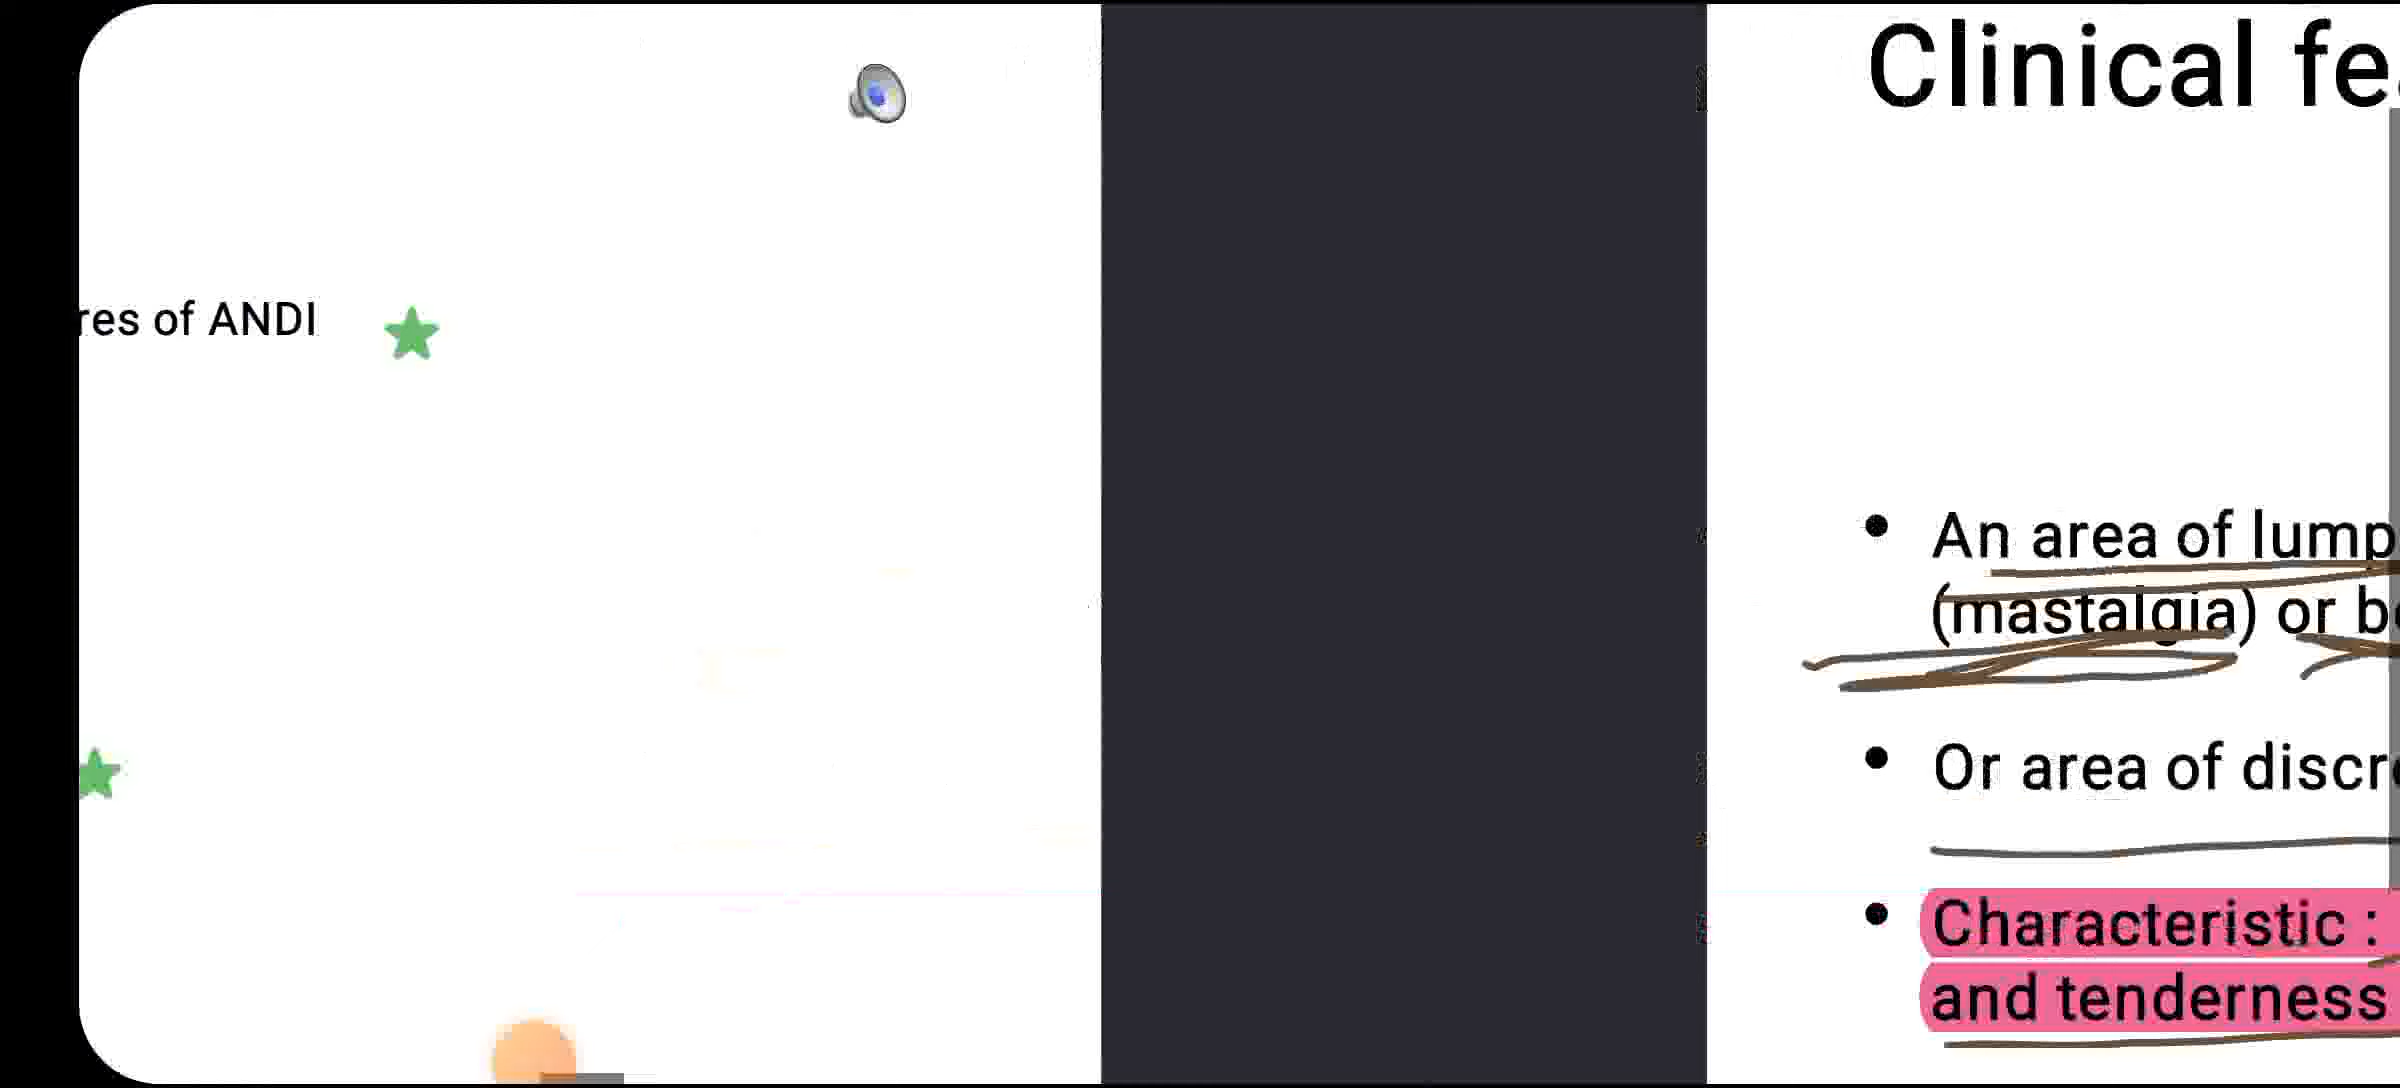 res of ANDI
Clinical fe
An area of lump
(mastalgia) or b
Or area of discr
Characteristic :
and tenderness